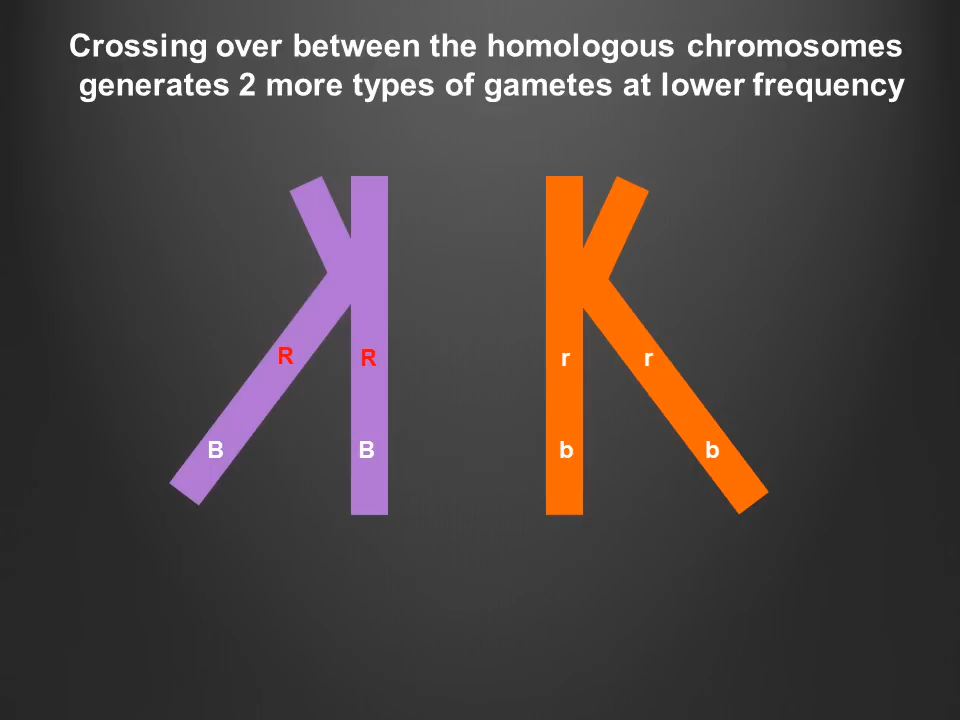 Crossing over between the homologous chromosomes
generates 2 more types of gametes at lower frequency
R R r r
B B b b